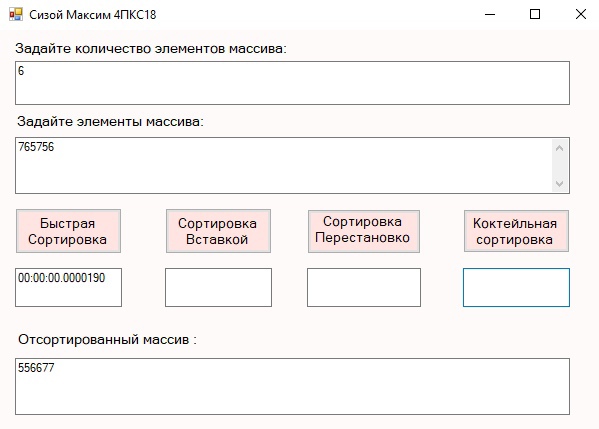 Сизой Максим 4ПКС18
Задайте количество элементов массива:
6
Задайте элементы массива:
765756
Быстрая
Сортировка
Сортировка
Вставкой
Сортировка
Перестановко
Коктейльная
сортировка
00:00:00.0000190
Отсортированный массив :
556677